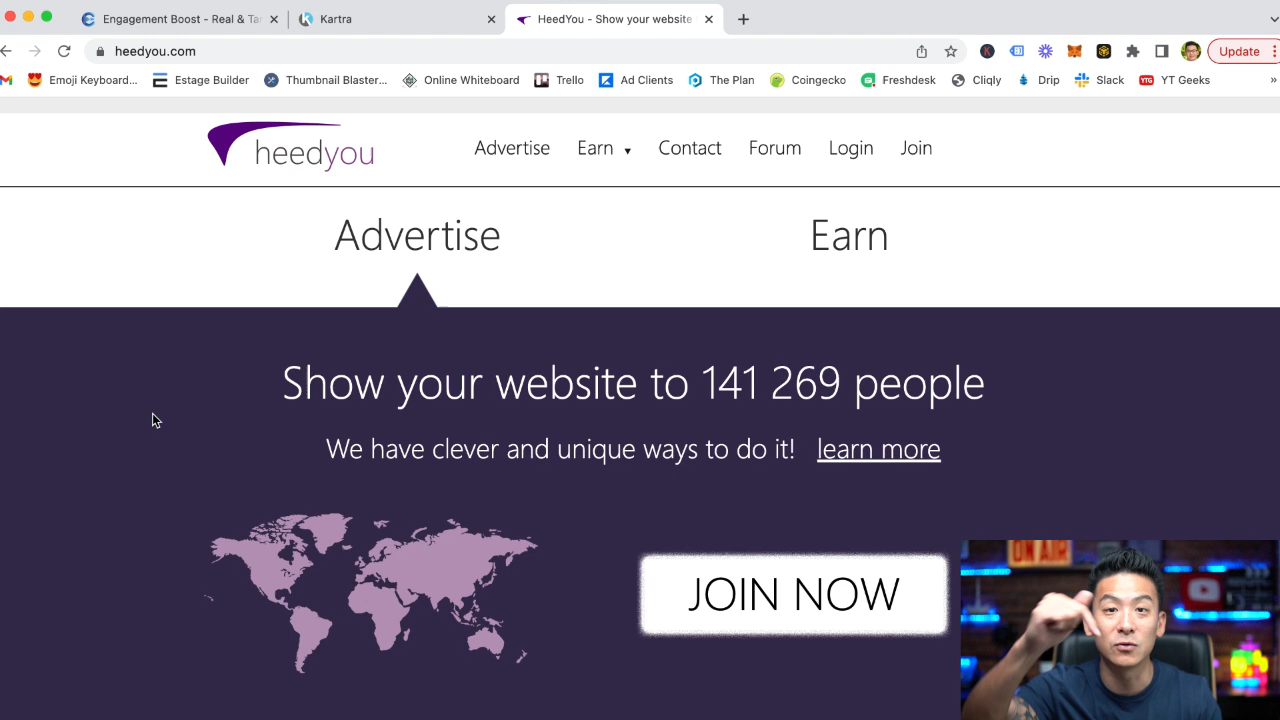 Engagement Boost - Real & Ta
Kartra
HeedYou - Show your website
heedyou.com
Update
Emoji Keyboard...
Estage Builder
Thumbnail Blaster...
Online Whiteboard
Trello
Ad Clients
The Plan
Coingecko
Freshdesk
Cliqly
Drip
Slack
YTG
YT Geeks
»
heedyou
Advertise
Earn ▾
Contact
Forum
Login
Join
Advertise
Earn
Show your website to 141 269 people
We have clever and unique ways to do it! learn more
JOIN NOW
ON AIR